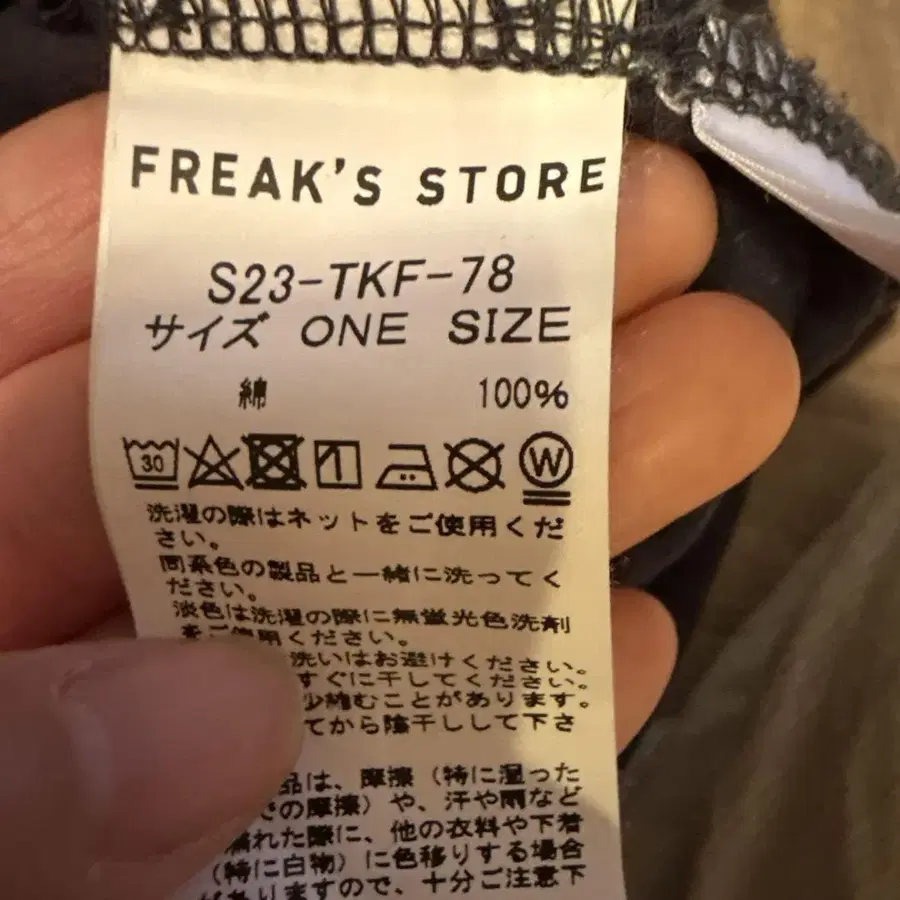 FREAK'S STORE
S23-TKF-78
サイズ ONE SIZE
綿 100%
30
W
洗濯の際はネットをご使用くだ
さい。
同系色の製品と一緒に洗ってく
ださい。
淡色は洗濯の際に無蛍光色洗剤
をご使用ください。
洗いはお避けください。
すぐに干してください。
少縮むことがあります。
てから陰干しして下さ
品は、摩擦（特に湿った
での摩擦）や、汗や雨など
濡れた際に、他の衣料や下着
（特に白物）に色移りする場合
がありますので、十分ご注意下